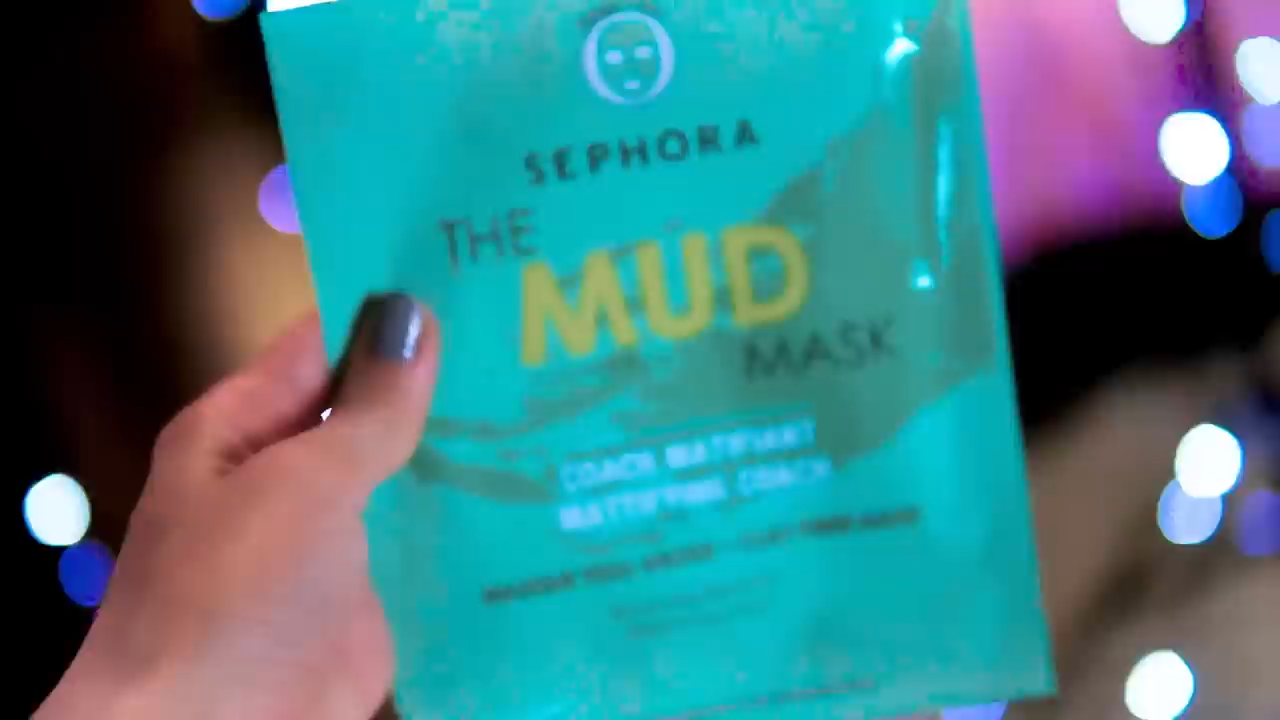 SEPHORA
THE
MUD
MASK
COACH MATIFIANT
MATTIFYING COACH